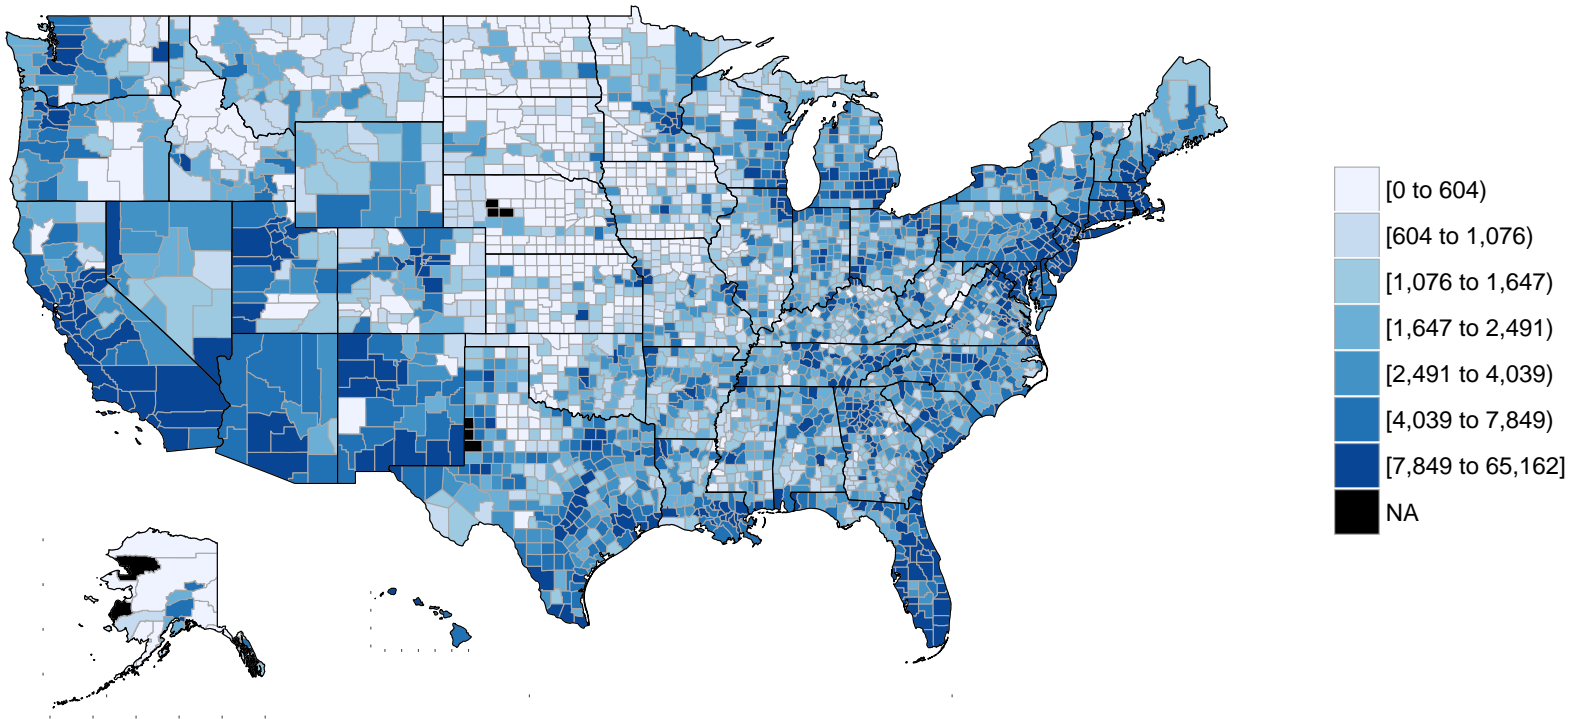 [0 to 604)
[604 to 1,076)
[1,076 to 1,647)
[1,647 to 2,491)
[2,491 to 4,039)
[4,039 to 7,849)
[7,849 to 65,162]
NA